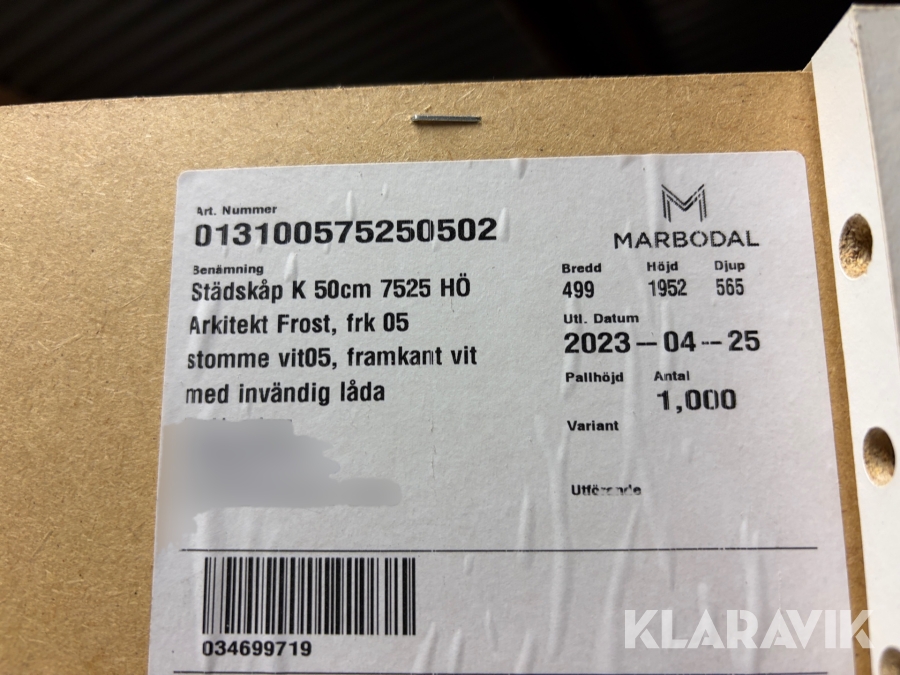 Art. Nummer
013100575250502
MARBODAL
Benämning
Städskåp K 50cm 7525 HÖ
Arkitekt Frost, frk 05
stomme vit05, framkant vit
med invändig låda
Bredd Höjd Djup
499 1952 565
Utl. Datum
2023-04-25
Pallhöjd Antal
1,000
Variant
Utförande
034699719
KLARAVIK